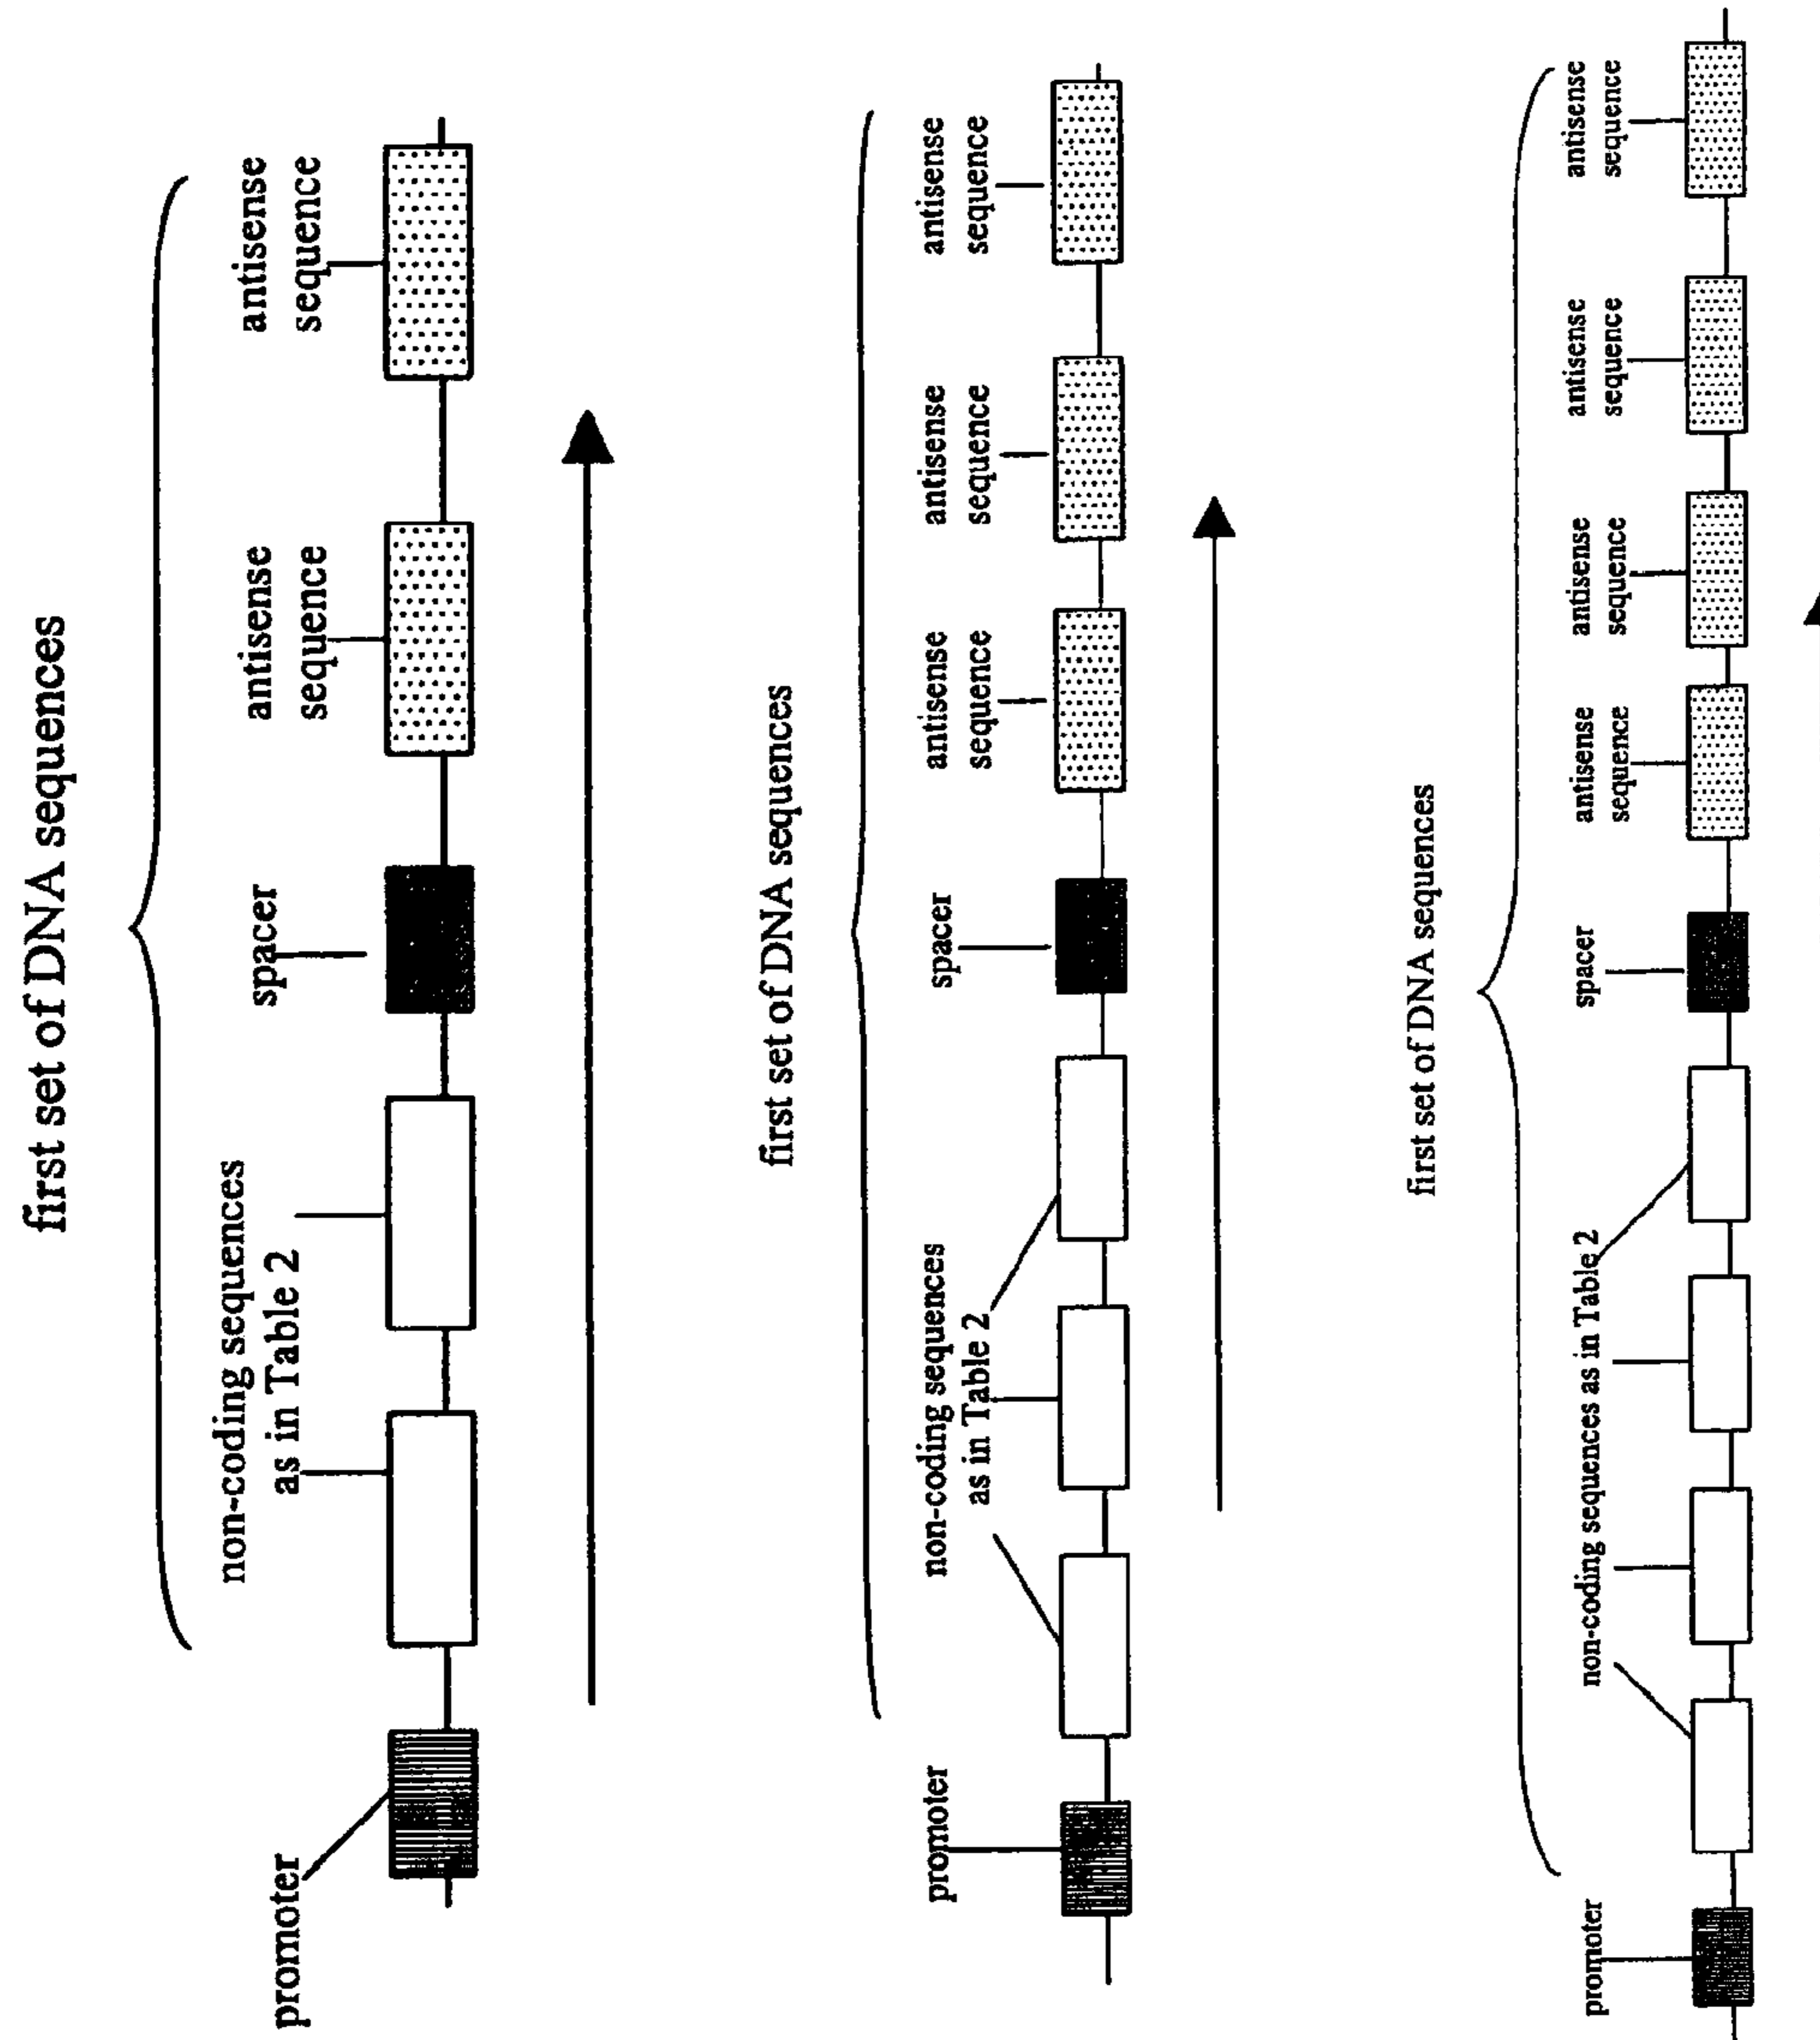 first set of DNA sequences
promoter
non-coding sequences
as in Table 2
spacer
antisense
sequence
antisense
sequence
first set of DNA sequences
promoter
non-coding sequences
as in Table 2
spacer
antisense
sequence
antisense
sequence
antisense
sequence
first set of DNA sequences
promoter
non-coding sequences as in Table 2
spacer
antisense
sequence
antisense
sequence
antisense
sequence
antisense
sequence